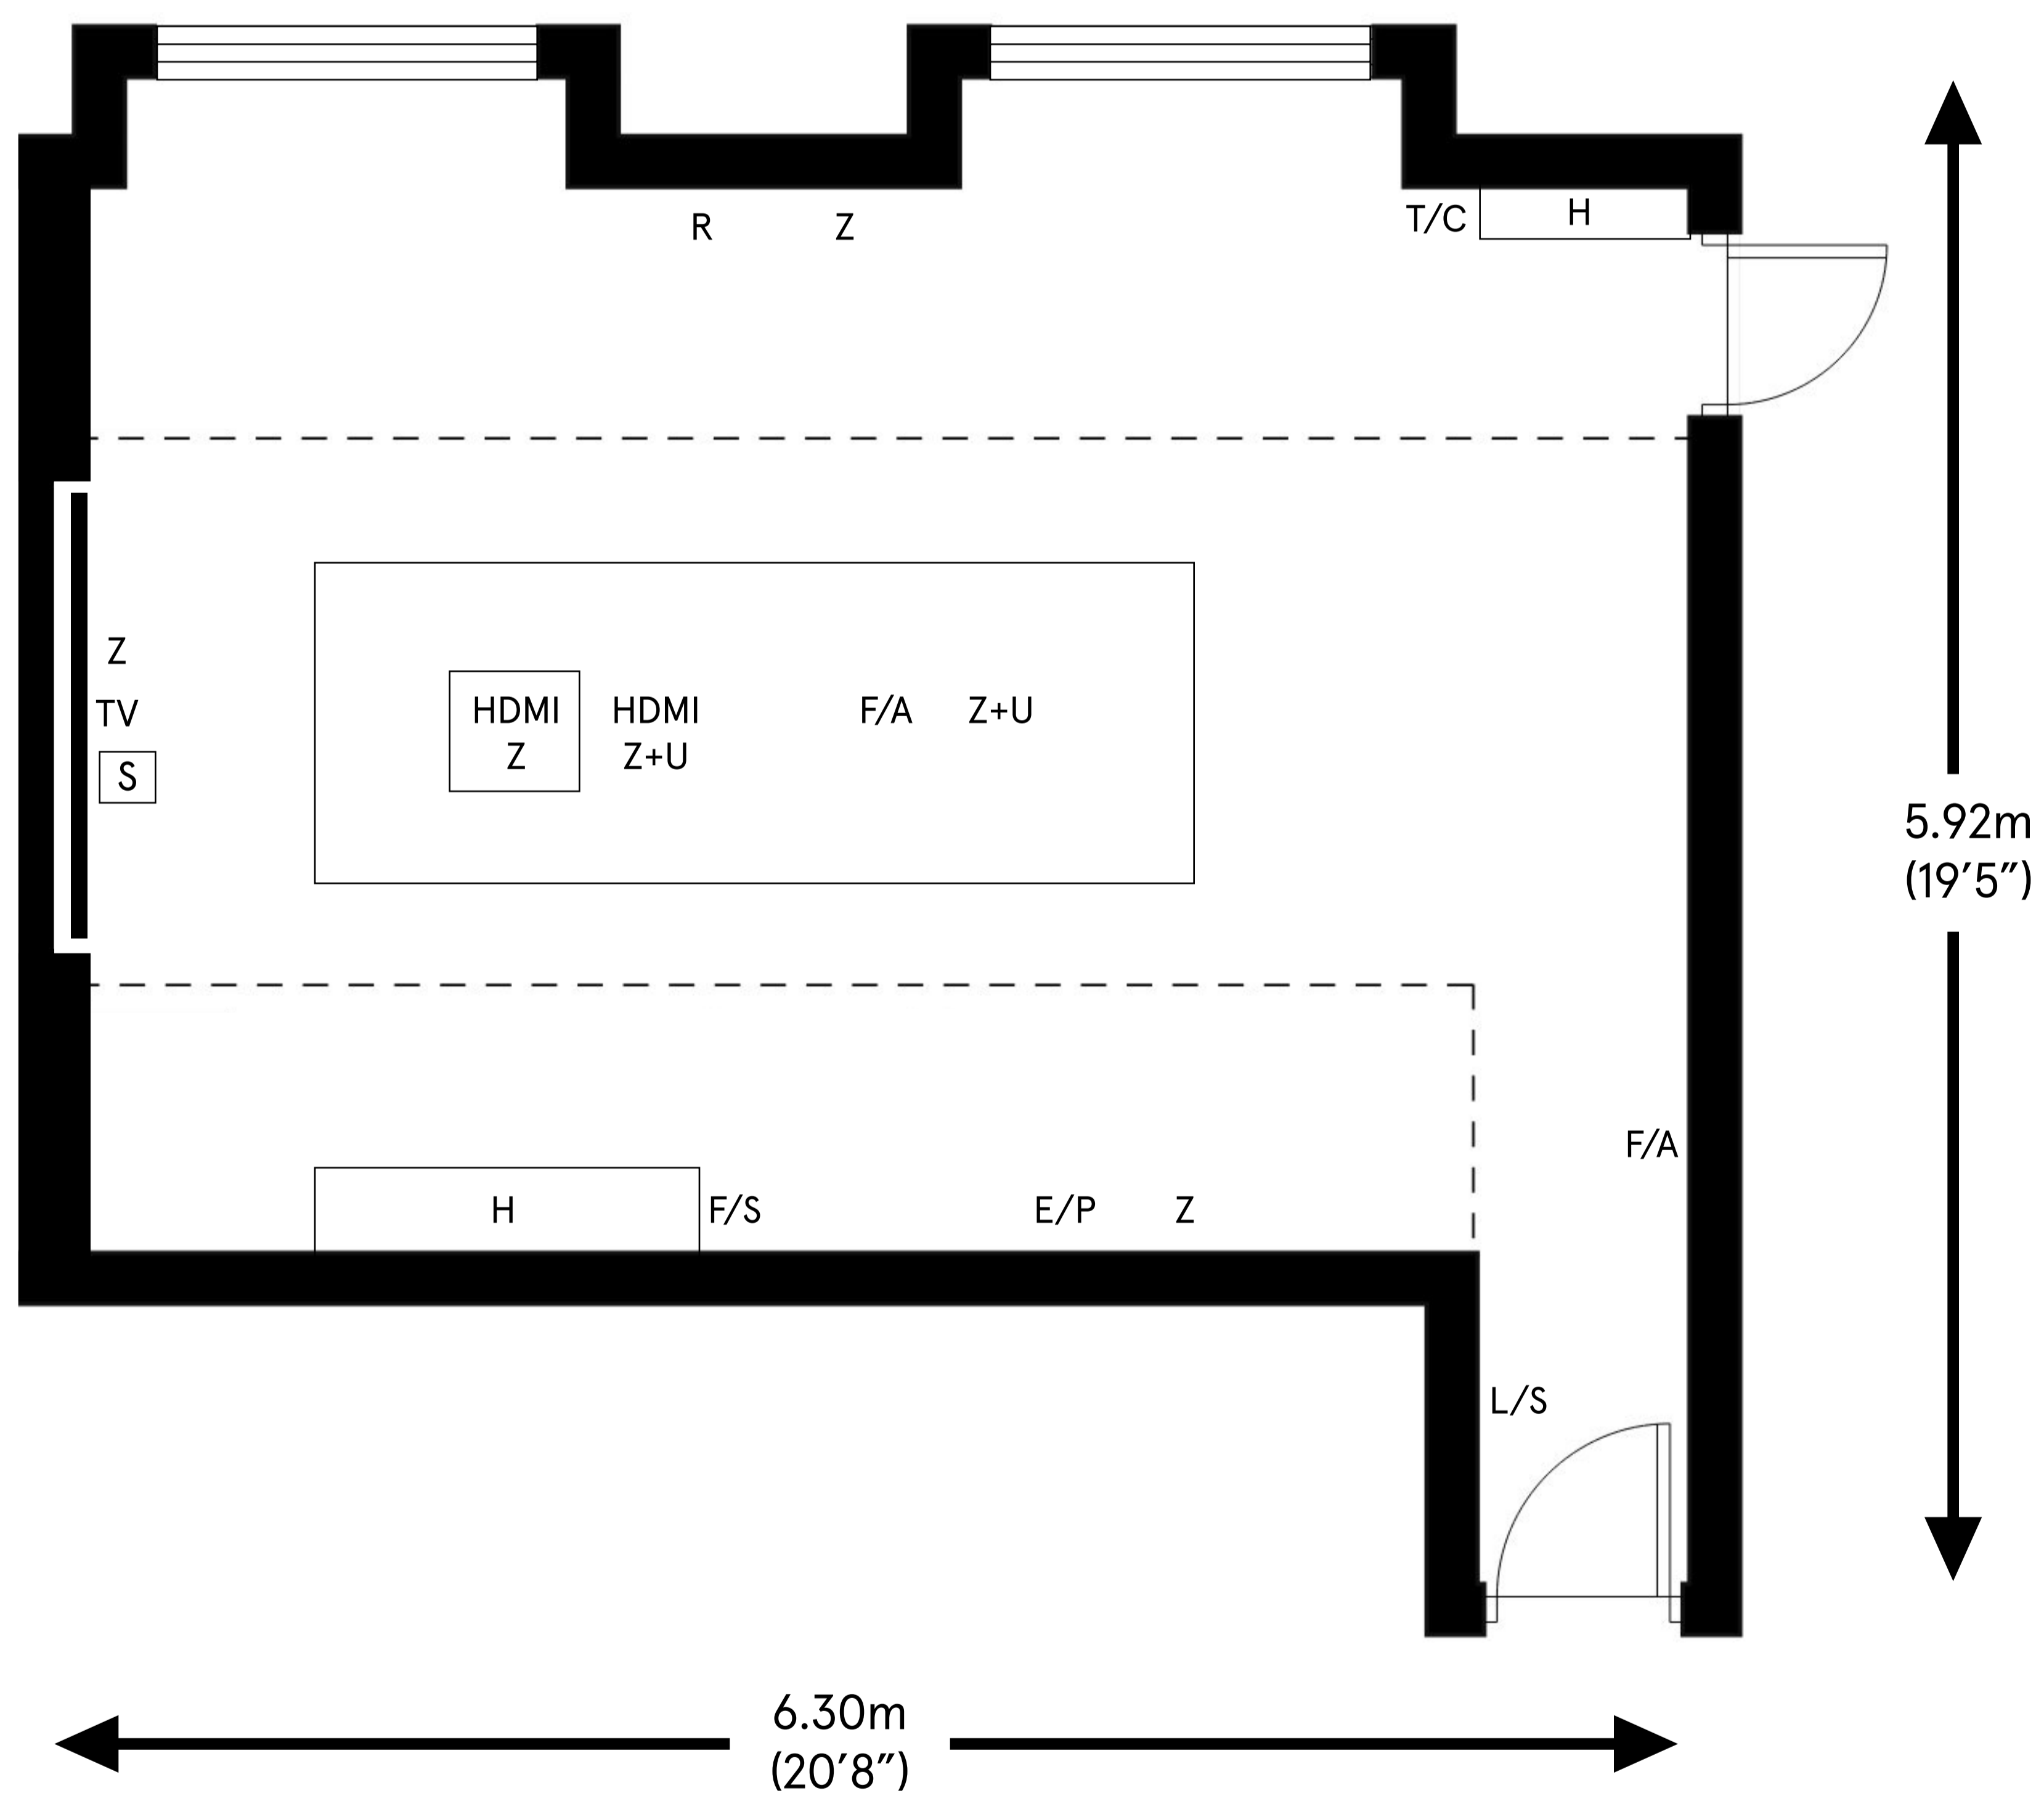 R Z T/C H
Z
TV
S
HDMI HDMI F/A Z+U
Z Z+U
5.92m
(19′5″)
F/A
H F/S E/P Z
L/S
6.30m
(20′8″)